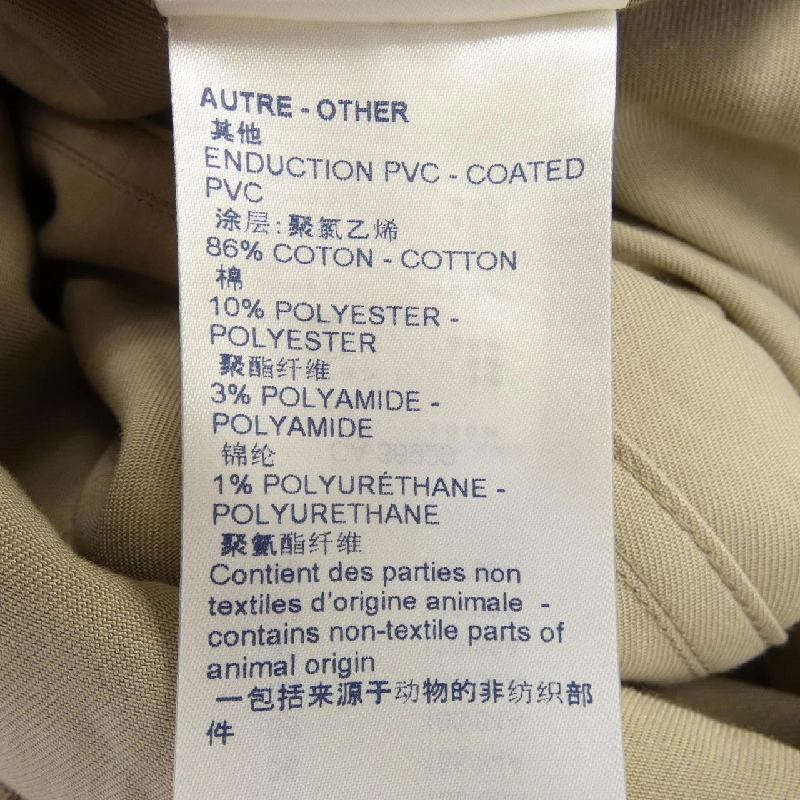 AUTRE - OTHER
其他
ENDUCTION PVC - COATED
PVC
涂层:聚氯乙烯
86% COTON - COTTON
棉
10% POLYESTER -
POLYESTER
聚酯纤维
3% POLYAMIDE -
POLYAMIDE
锦纶
1% POLYURÉTHANE -
POLYURETHANE
聚氨酯纤维
Contient des parties non
textiles d'origine animale -
contains non-textile parts of
animal origin
一包括来源于动物的非纺织部
件